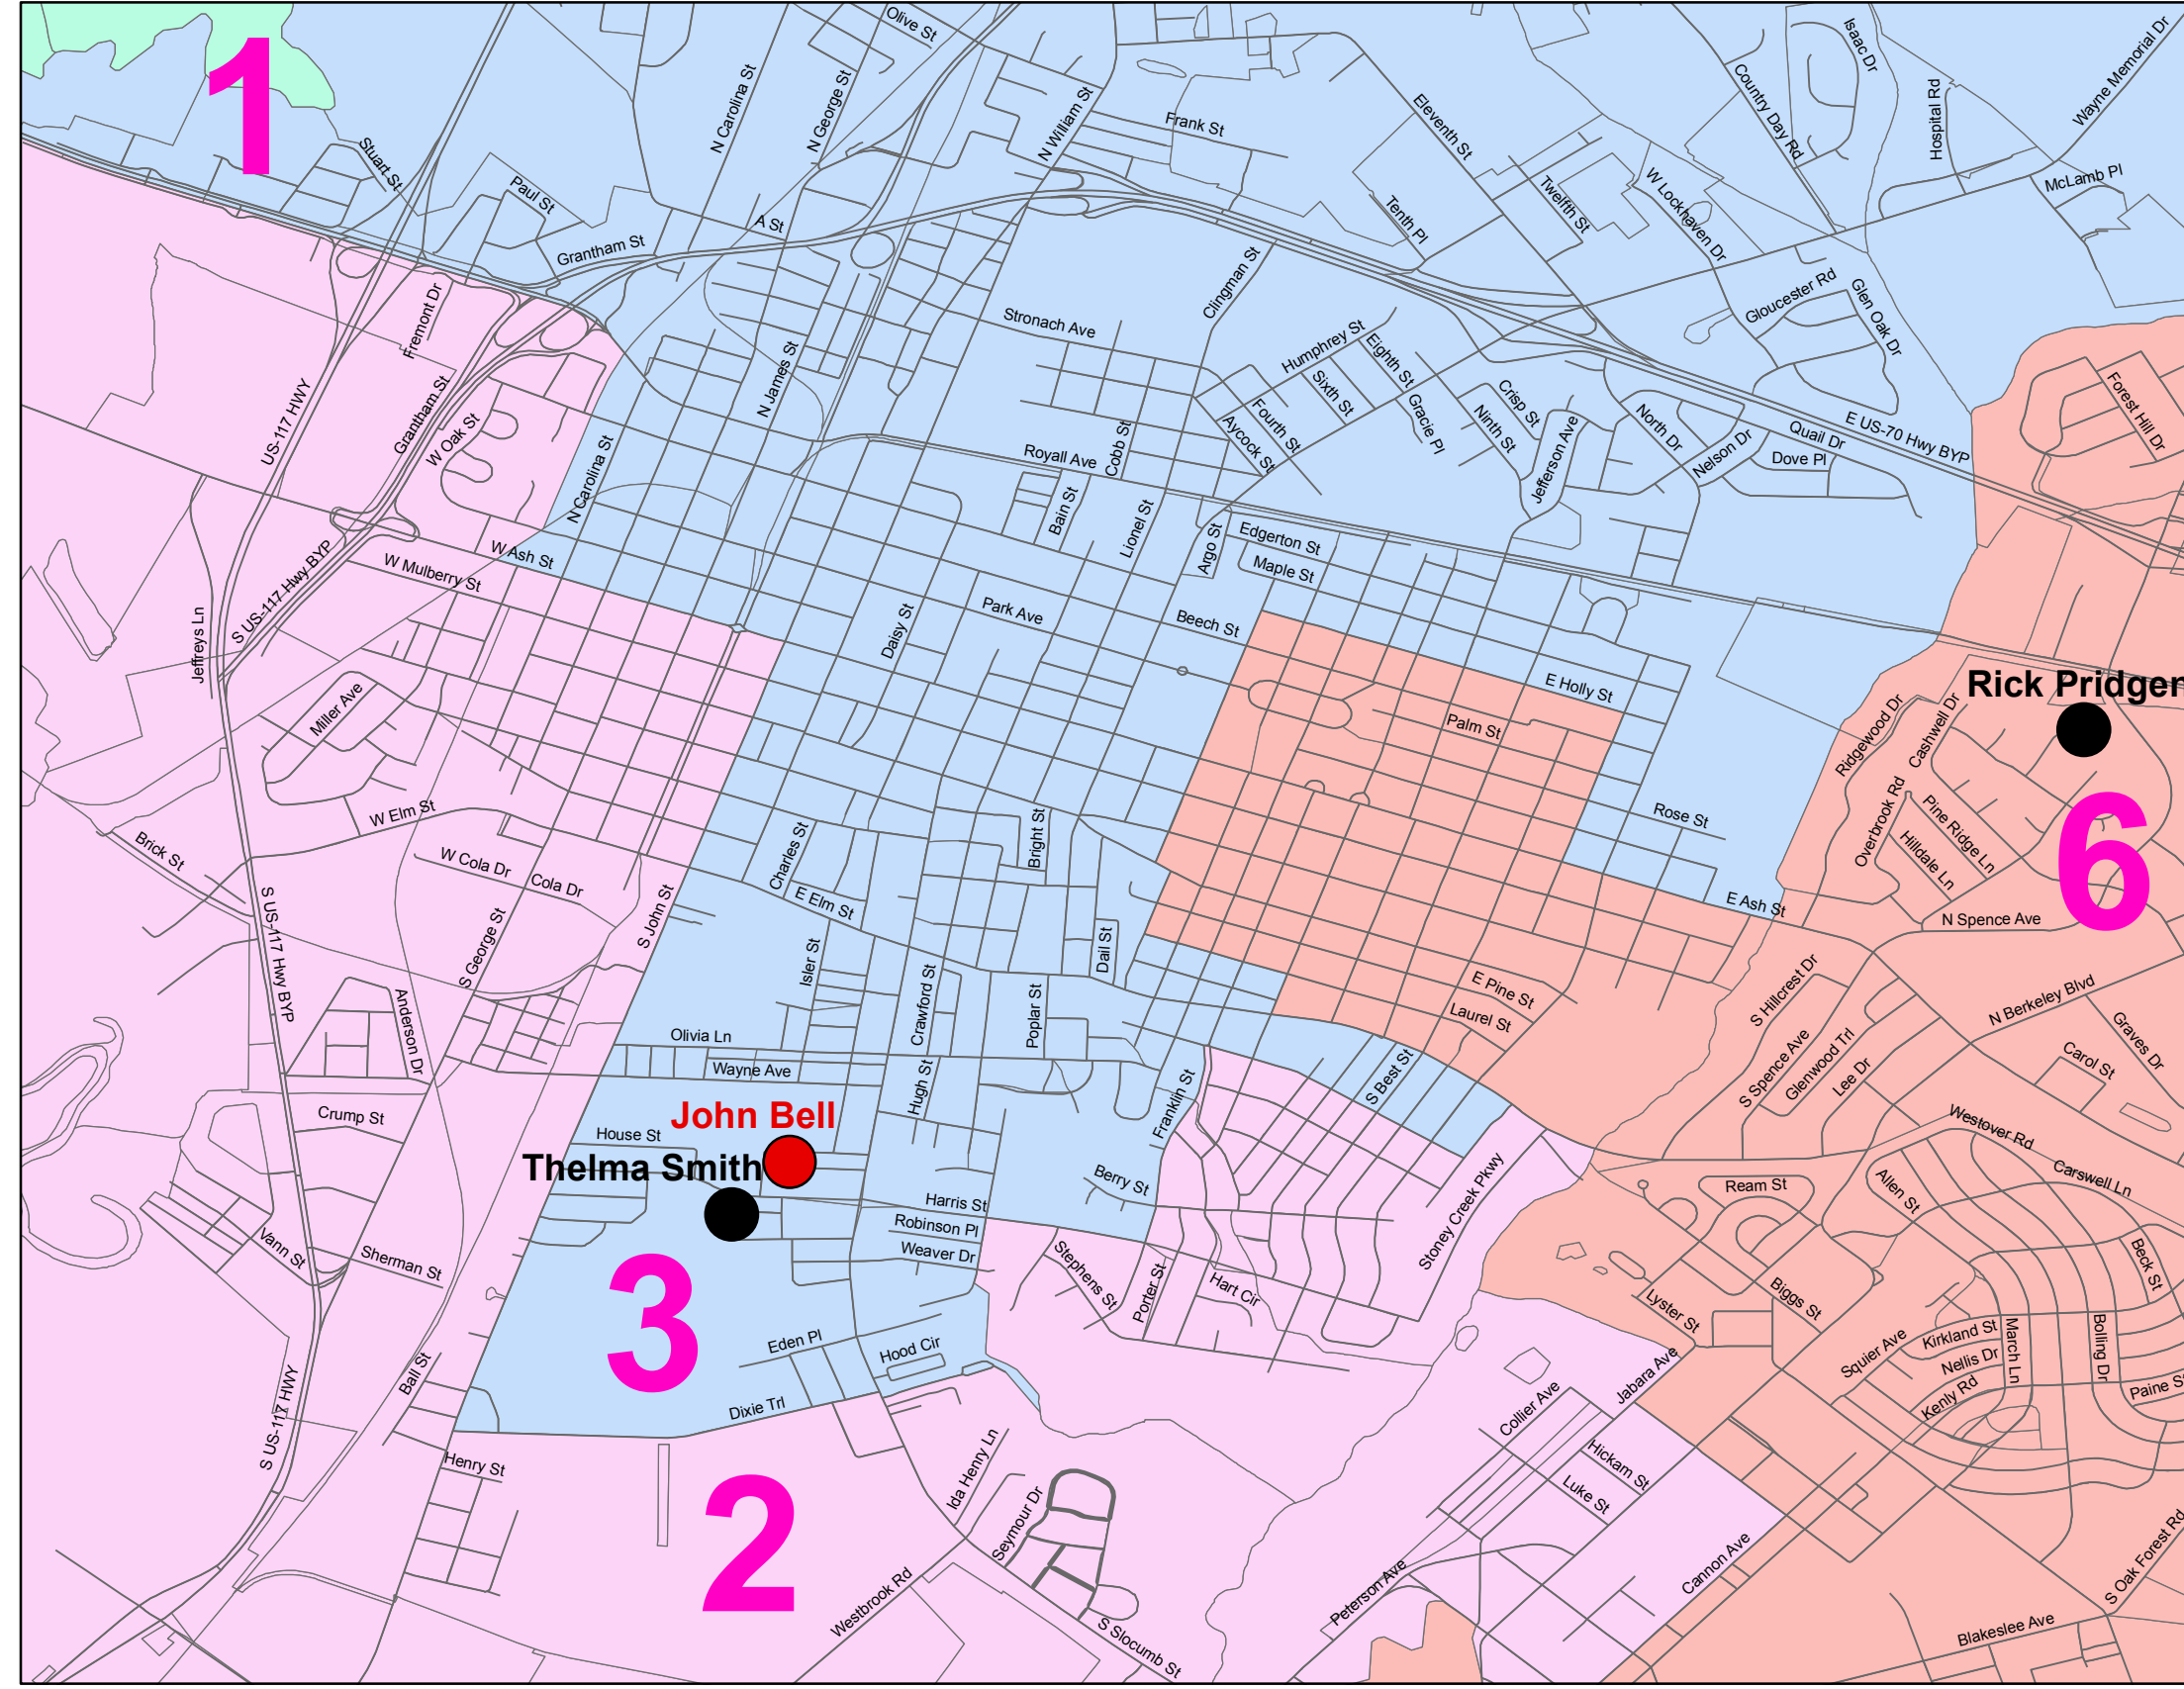 Olive St
Isaac Dr
Wayne Memorial Dr
N Carolina St
N George St
N William St
Country Day Rd
Hospital Rd
1
Frank St
Eleventh St
Stuart St
Paul St
Twelfth St
W Lockhaven Dr
McLamb Pl
A St
Tenth Pl
Grantham St
Clingman St
Gloucester Rd
Glen Oak Dr
Fremont Dr
Stronach Ave
Humphrey St
Eighth St
Sixth St
US-117 HWY
Grantham St
N James St
Crisp St
Forest Hill Dr
W Oak St
Fourth St
Gracie Pl
Ninth St
Jefferson Ave
North Dr
Nelson Dr
Quail Dr
E US-70 Hwy BYP
Aycock St
Cobb St
Royall Ave
Dove Pl
N Carolina St
Bain St
Lionel St
Argo St
Edgerton St
Maple St
W Ash St
W Mulberry St
S US-117 Hwy BYP
Park Ave
Beech St
Daisy St
Jeffreys Ln
E Holly St
Rick Pridgen
Miller Ave
Palm St
Ridgewood Dr
Cashwell Dr
W Elm St
Rose St
Overbrook Rd
Pine Ridge Ln
Hilldale Ln
6
Brick St
W Cola Dr
Cola Dr
Charles St
Bright St
E Elm St
E Ash St
N Spence Ave
S US-117 Hwy BYP
S George St
S John St
Isler St
Dail St
Crawford St
Poplar St
E Pine St
Laurel St
S Hillcrest Dr
N Berkeley Blvd
Anderson Dr
Olivia Ln
Wayne Ave
Hugh St
Franklin St
S Best St
S Spence Ave
Glenwood Trl
Lee Dr
Carol St
Graves Dr
Crump St
John Bell
House St
Westover Rd
Thelma Smith
Berry St
Harris St
Carswell Ln
Ream St
Allen St
Robinson Pl
Weaver Dr
Stoney Creek Pkwy
Vann St
Sherman St
3
Stephens St
Porter St
Hart Cir
Beck St
Biggs St
Lyster St
Eden Pl
Hood Cir
Squier Ave
Kirkland St
Nellis Dr
Kenly Rd
March Ln
Bolling Dr
Paine S
Ball St
Dixie Trl
Jabara Ave
Collier Ave
S US-117 HWY
Henry St
Ida Henry Ln
Hickam St
Luke St
2
Seymour Dr
Cannon Ave
S Oak Forest Rd
Westbrook Rd
Peterson Ave
S Slocumb St
Blakeslee Ave